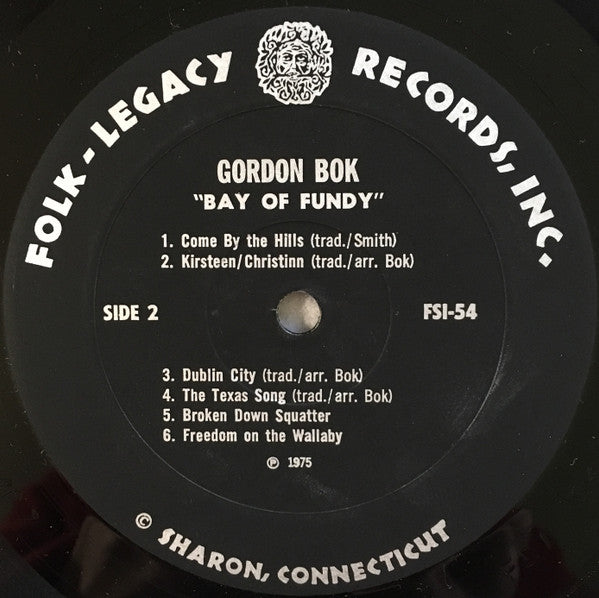 FOLK-LEGACY RECORDS, INC.
GORDON BOK
"BAY OF FUNDY"
1. Come By the Hills (trad./Smith)
2. Kirsteen/Christinn (trad./arr. Bok)
SIDE 2
FSI-54
3. Dublin City (trad./arr. Bok)
4. The Texas Song (trad./arr. Bok)
5. Broken Down Squatter
6. Freedom on the Wallaby
℗ 1975
© SHARON, CONNECTICUT